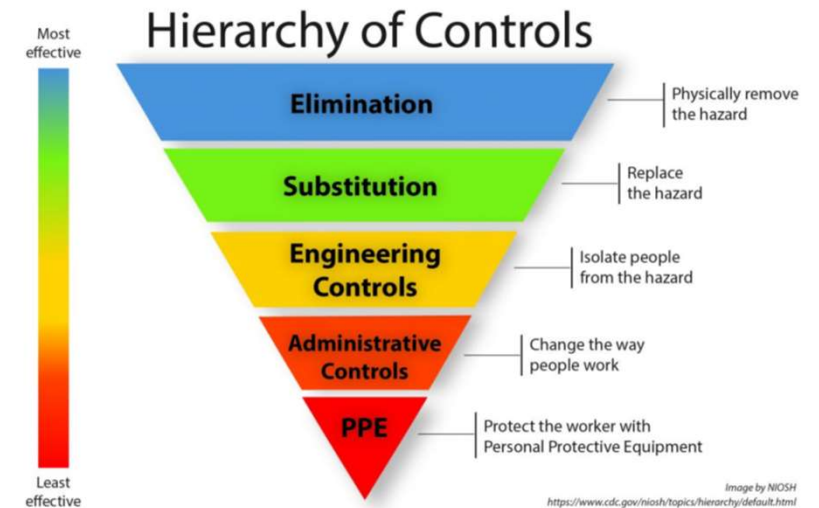 Hierarchy of Controls
Most
effective
Elimination
Physically remove
the hazard
Substitution
Replace
the hazard
Engineering
Controls
Isolate people
from the hazard
Administrative
Controls
Change the way
people work
PPE
Protect the worker with
Personal Protective Equipment
Least
effective
Image by NIOSH
https://www.cdc.gov/niosh/topics/hierarchy/default.html